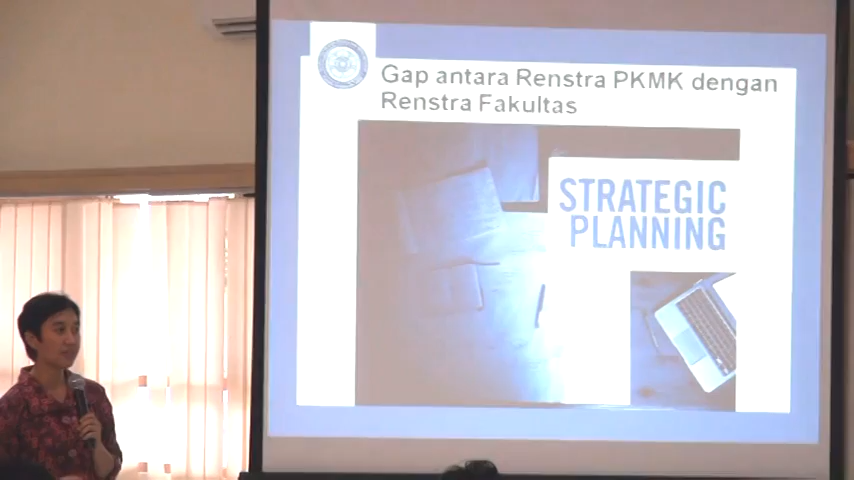 Gap antara Renstra PKMK dengan
Renstra Fakultas
STRATEGIC
PLANNING